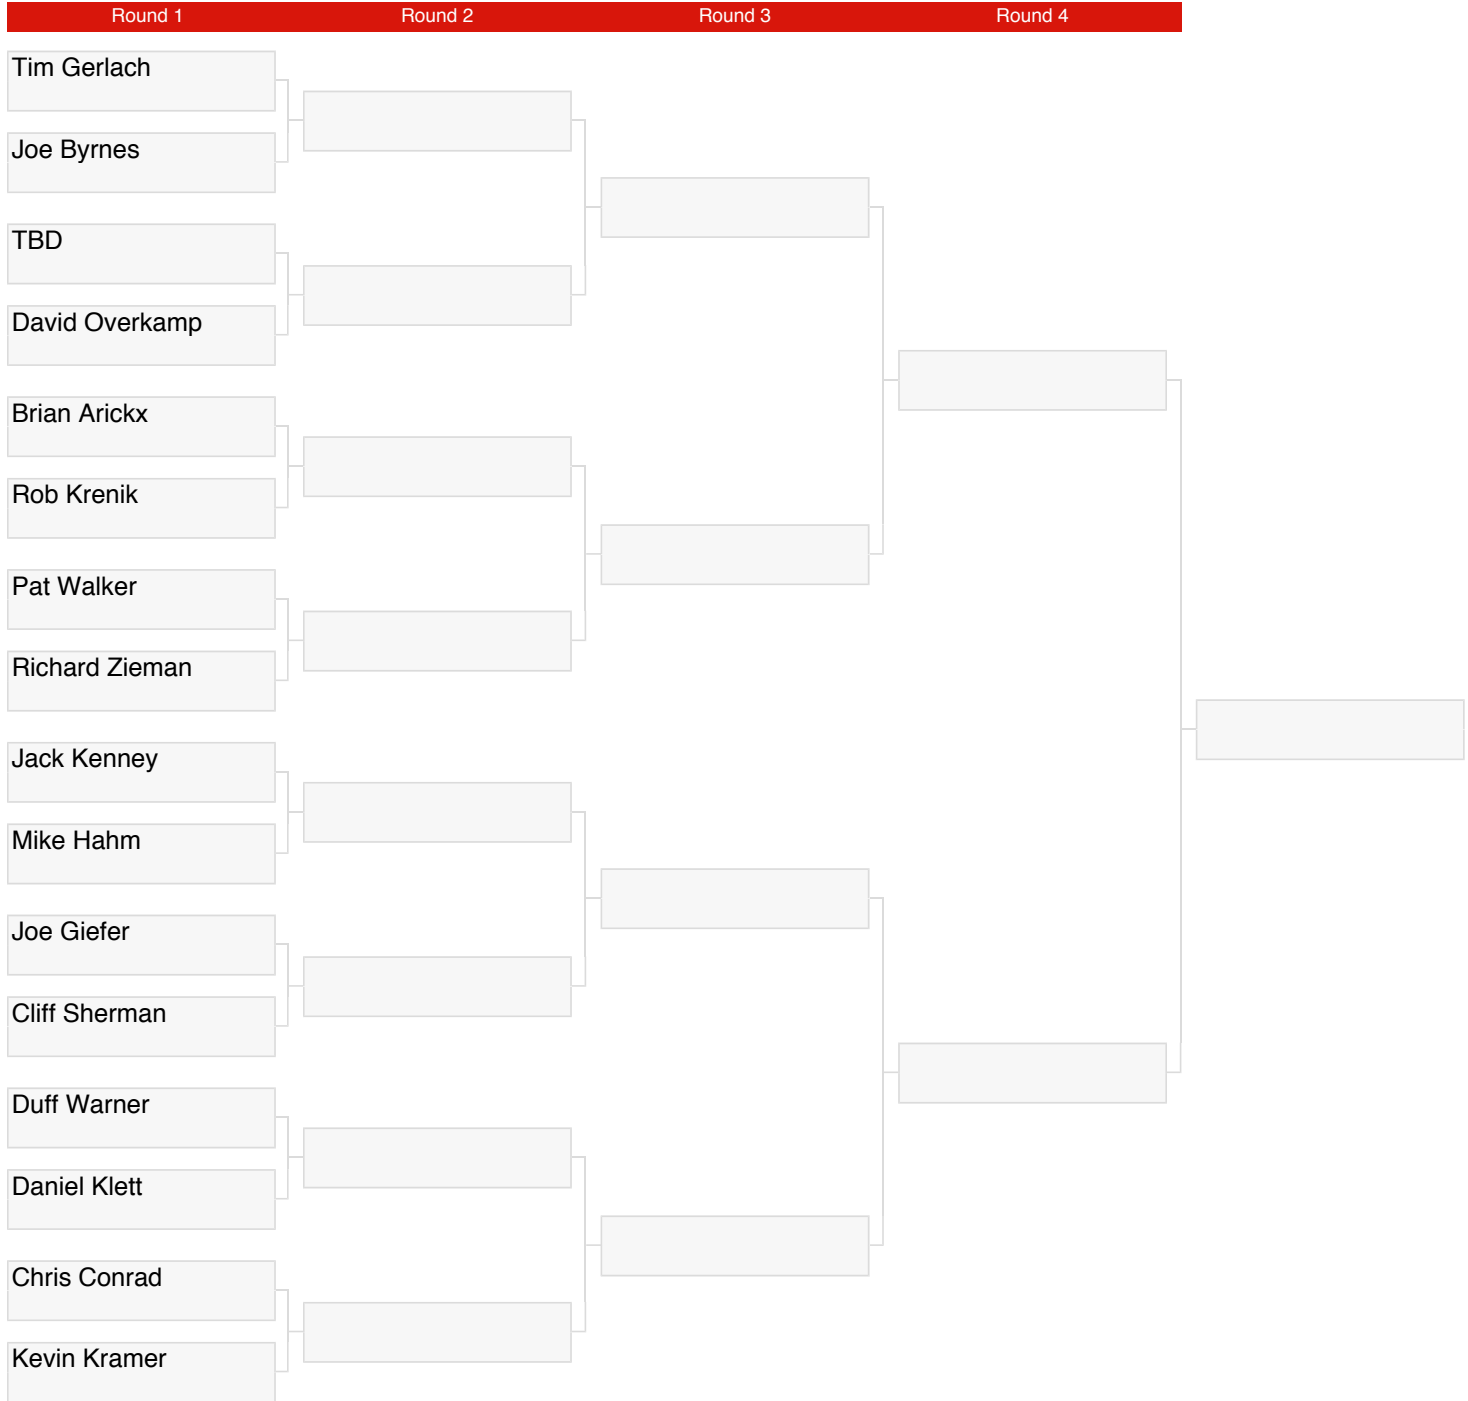 Round 1 Round 2 Round 3 Round 4
Tim Gerlach
Joe Byrnes
TBD
David Overkamp
Brian Arickx
Rob Krenik
Pat Walker
Richard Zieman
Jack Kenney
Mike Hahm
Joe Giefer
Cliff Sherman
Duff Warner
Daniel Klett
Chris Conrad
Kevin Kramer